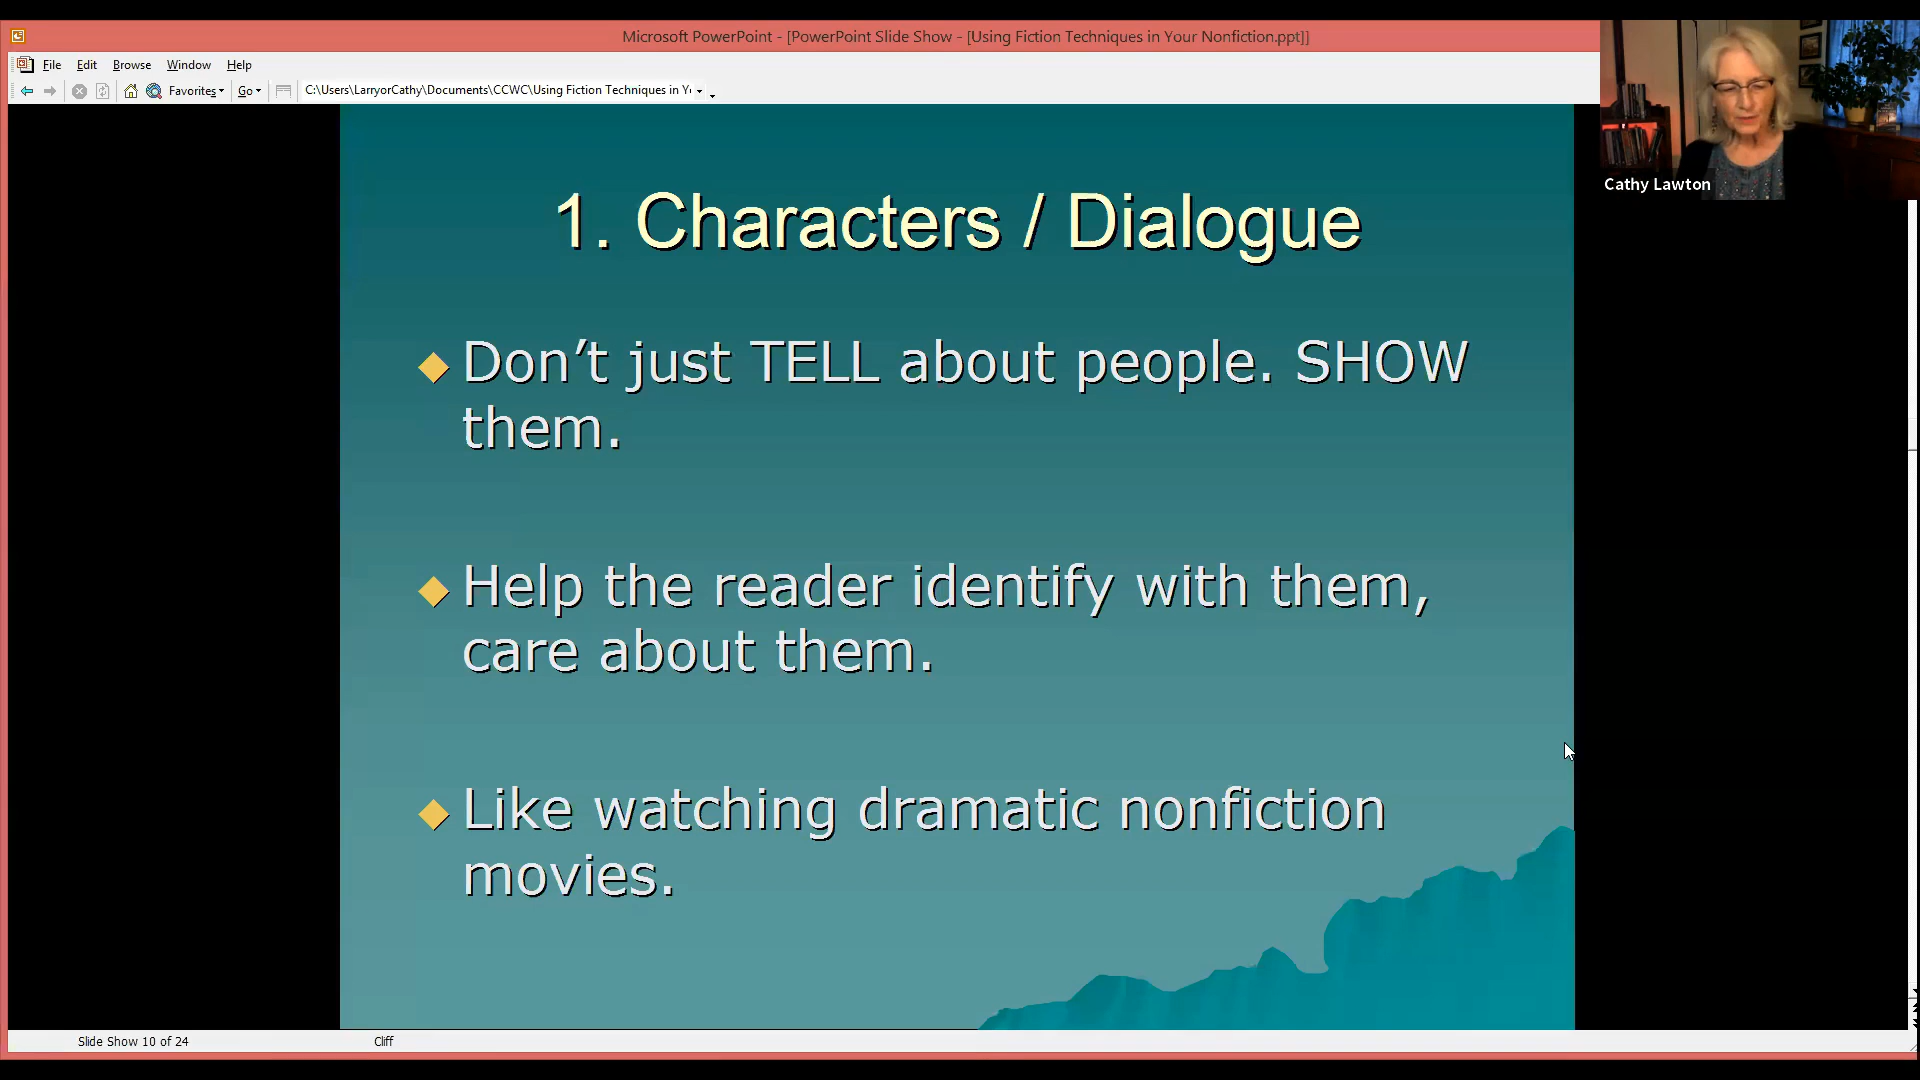 Microsoft PowerPoint - [PowerPoint Slide Show - [Using Fiction Techniques in Your Nonfiction.ppt]]
File Edit Browse Window Help
Favorites Go C:\Users\LarryorCathy\Documents\CCWC\Using Fiction Techniques in Y
Cathy Lawton
1. Characters / Dialogue
Don’t just TELL about people. SHOW
them.
Help the reader identify with them,
care about them.
Like watching dramatic nonfiction
movies.
Slide Show 10 of 24 Cliff